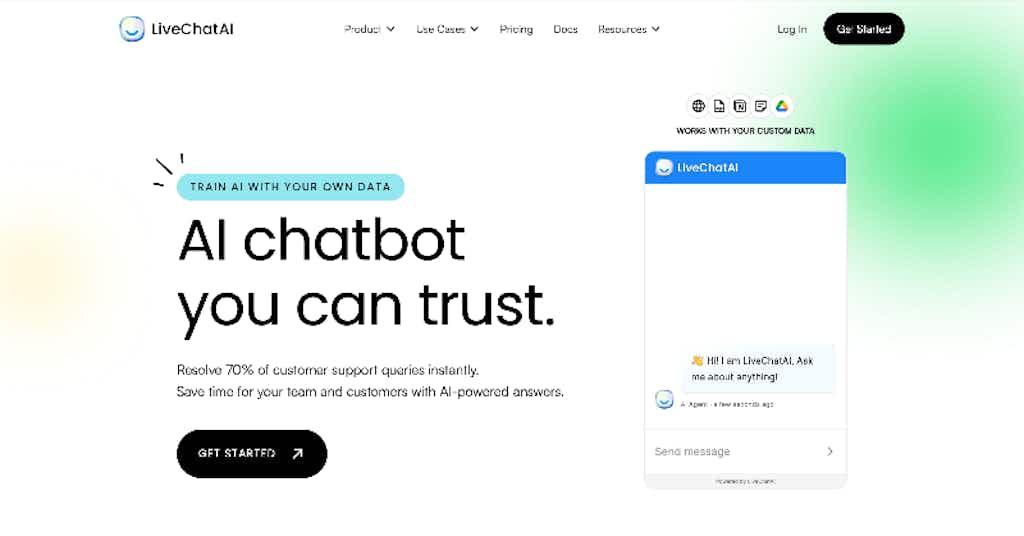 LiveChatAI
Product Use Cases Pricing Docs Resources Log In Get Started
WORKS WITH YOUR CUSTOM DATA
LiveChatAI
TRAIN AI WITH YOUR OWN DATA
AI chatbot
you can trust.
Resolve 70% of customer support queries instantly.
Save time for your team and customers with AI-powered answers.
GET STARTED
👋 Hi! I am LiveChatAI, Ask
me about anything!
AI Agent · a few seconds ago
Send message
Powered by LiveChatAI